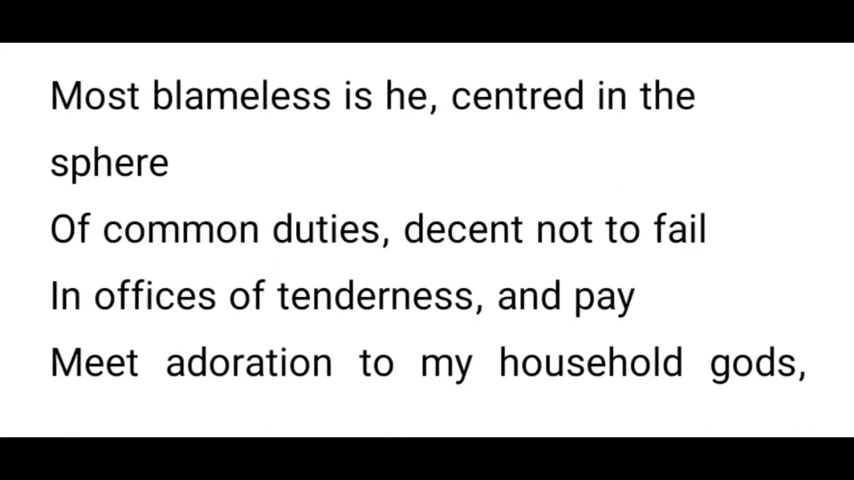 Most blameless is he, centred in the
sphere
Of common duties, decent not to fail
In offices of tenderness, and pay
Meet adoration to my household gods,